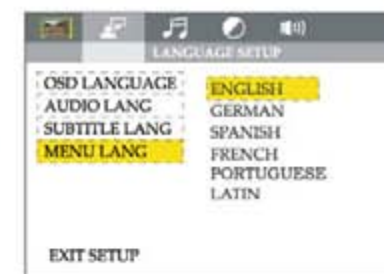 LANGUAGE SETUP
OSD LANGUAGE
AUDIO LANG
SUBTITLE LANG
MENU LANG
ENGLISH
GERMAN
SPANISH
FRENCH
PORTUGUESE
LATIN
EXIT SETUP